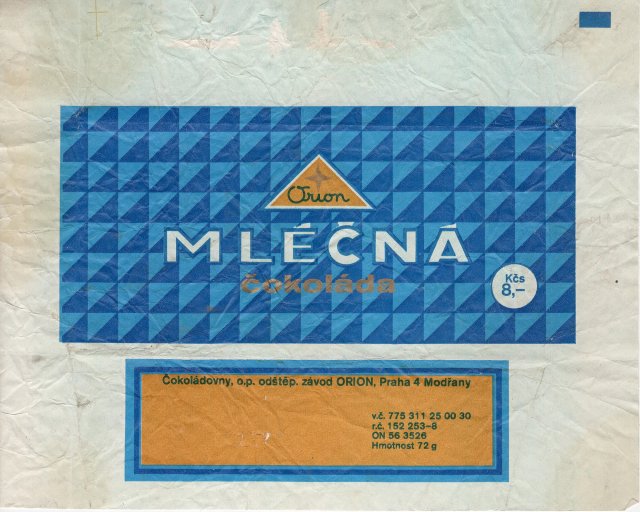 Orion
MLÉČNÁ
čokoláda
Kčs
8,–
Čokoládovny, o.p. odštěp. závod ORION, Praha 4 Modřany
v.č. 775 311 25 00 30
r.č. 152 253–8
ON 56 3526
Hmotnost 72 g